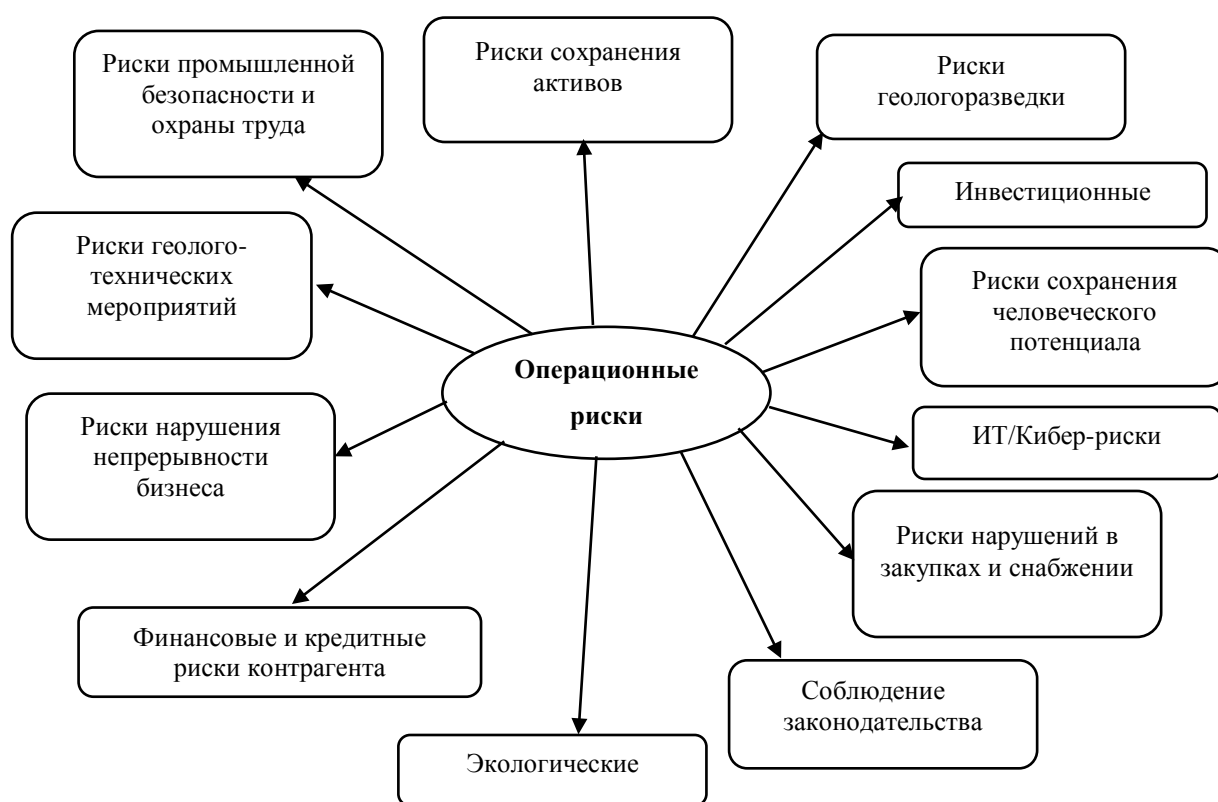 Риски промышленной
безопасности и
охраны труда
Риски сохранения
активов
Риски
геологоразведки
Инвестиционные
Риски геолого-
технических
мероприятий
Риски сохранения
человеческого
потенциала
Операционные
риски
Риски нарушения
непрерывности
бизнеса
ИТ/Кибер-риски
Риски нарушений в
закупках и снабжении
Финансовые и кредитные
риски контрагента
Соблюдение
законодательства
Экологические